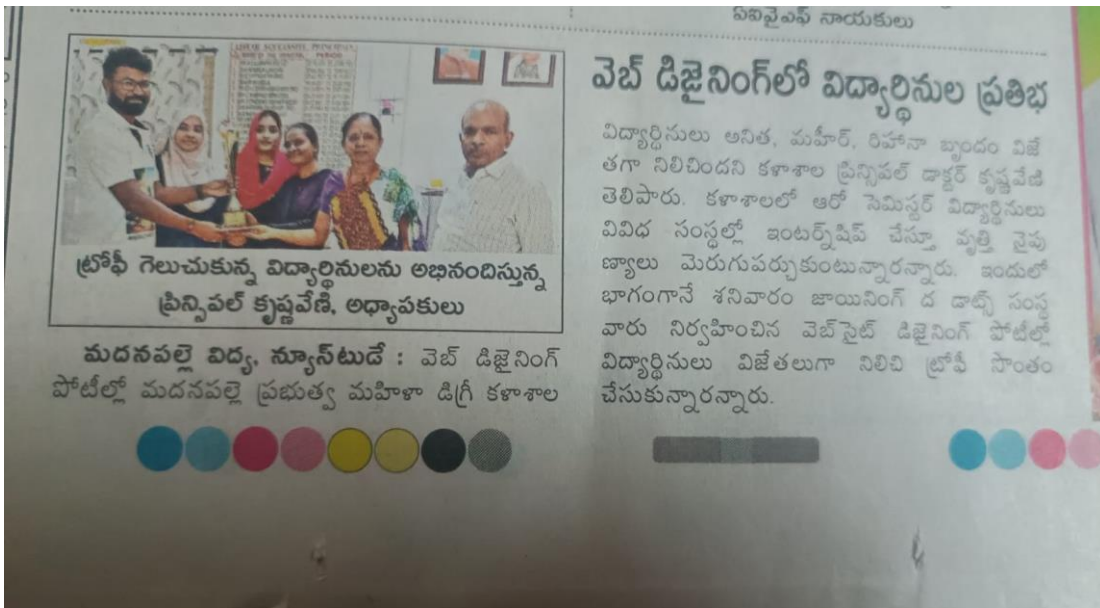 ఏఐవైఎఫ్ నాయకులు
వెబ్ డిజైనింగ్‌లో విద్యార్థినుల ప్రతిభ
ట్రోఫీ గెలుచుకున్న విద్యార్థినులను అభినందిస్తున్న
ప్రిన్సిపల్ కృష్ణవేణి, అధ్యాపకులు
మదనపల్లె విద్య, న్యూస్‌టుడే : వెబ్ డిజైనింగ్
పోటీల్లో మదనపల్లె ప్రభుత్వ మహిళా డిగ్రీ కళాశాల
విద్యార్థినులు అనిత, మహీర్, రిహానా బృందం విజే
తగా నిలిచిందని కళాశాల ప్రిన్సిపల్ డాక్టర్ కృష్ణవేణి
తెలిపారు. కళాశాలలో ఆరో సెమిస్టర్ విద్యార్థినులు
వివిధ సంస్థల్లో ఇంటర్న్‌షిప్ చేస్తూ వృత్తి నైపు
ణ్యాలు మెరుగుపర్చుకుంటున్నారన్నారు. ఇందులో
భాగంగానే శనివారం జాయినింగ్ ద డాట్స్ సంస్థ
వారు నిర్వహించిన వెబ్‌సైట్ డిజైనింగ్ పోటీల్లో
విద్యార్థినులు విజేతలుగా నిలిచి ట్రోఫీ సొంతం
చేసుకున్నారన్నారు.